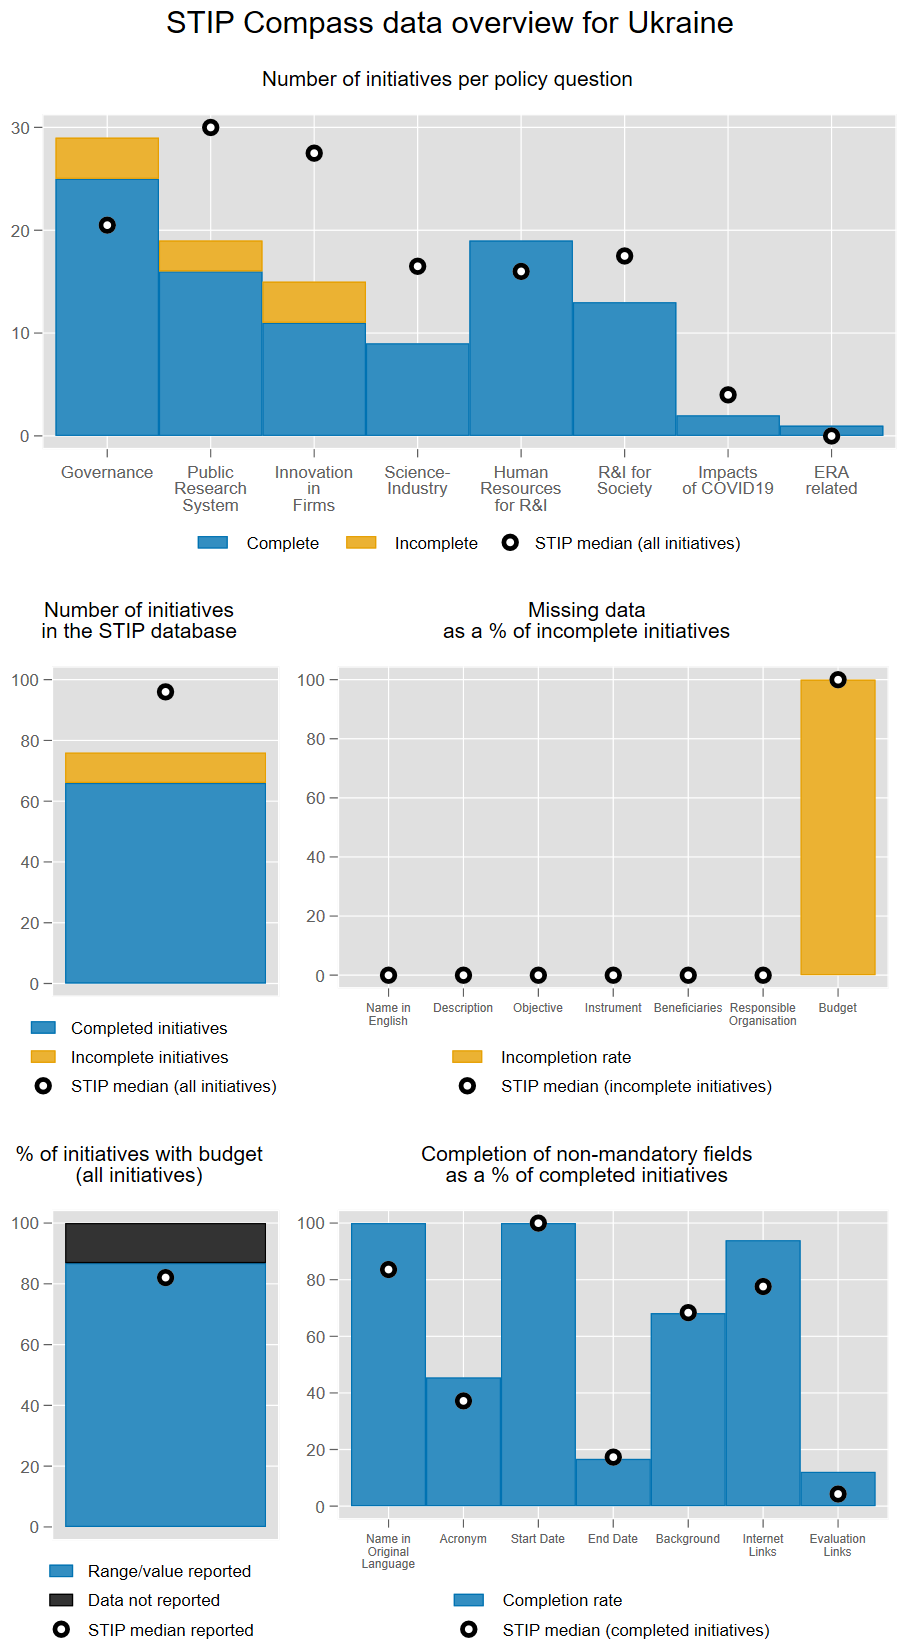 STIP Compass data overview for Ukraine
Number of initiatives per policy question
30
20
10
0
Governance
Public
Research
System
Innovation
in
Firms
Science-
Industry
Human
Resources
for R&I
R&I for
Society
Impacts
of COVID19
ERA
related
Complete
Incomplete
STIP median (all initiatives)
Number of initiatives
in the STIP database
100
80
60
40
20
0
Completed initiatives
Incomplete initiatives
STIP median (all initiatives)
Missing data
as a % of incomplete initiatives
100
80
60
40
20
0
Name in
English
Description
Objective
Instrument
Beneficiaries
Responsible
Organisation
Budget
Incompletion rate
STIP median (incomplete initiatives)
% of initiatives with budget
(all initiatives)
100
80
60
40
20
0
Range/value reported
Data not reported
STIP median reported
Completion of non-mandatory fields
as a % of completed initiatives
100
80
60
40
20
0
Name in
Original
Language
Acronym
Start Date
End Date
Background
Internet
Links
Evaluation
Links
Completion rate
STIP median (completed initiatives)